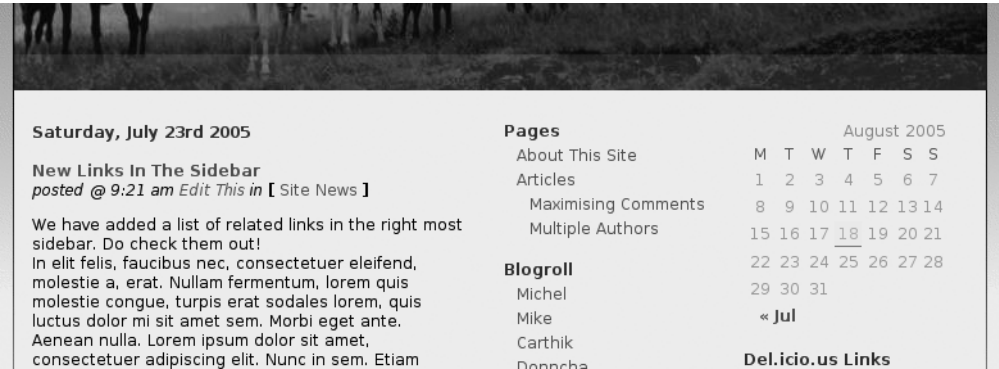 Saturday, July 23rd 2005
New Links In The Sidebar
posted @ 9:21 am Edit This in [ Site News ]
We have added a list of related links in the right most
sidebar. Do check them out!
In elit felis, faucibus nec, consectetuer eleifend,
molestie a, erat. Nullam fermentum, lorem quis
molestie congue, turpis erat sodales lorem, quis
luctus dolor mi sit amet sem. Morbi eget ante.
Aenean nulla. Lorem ipsum dolor sit amet,
consectetuer adipiscing elit. Nunc in sem. Etiam
Pages
About This Site
Articles
Maximising Comments
Multiple Authors
Blogroll
Michel
Mike
Carthik
Donncha
August 2005
M T W T F S S
1 2 3 4 5 6 7
8 9 10 11 12 13 14
15 16 17 18 19 20 21
22 23 24 25 26 27 28
29 30 31
« Jul
Del.icio.us Links